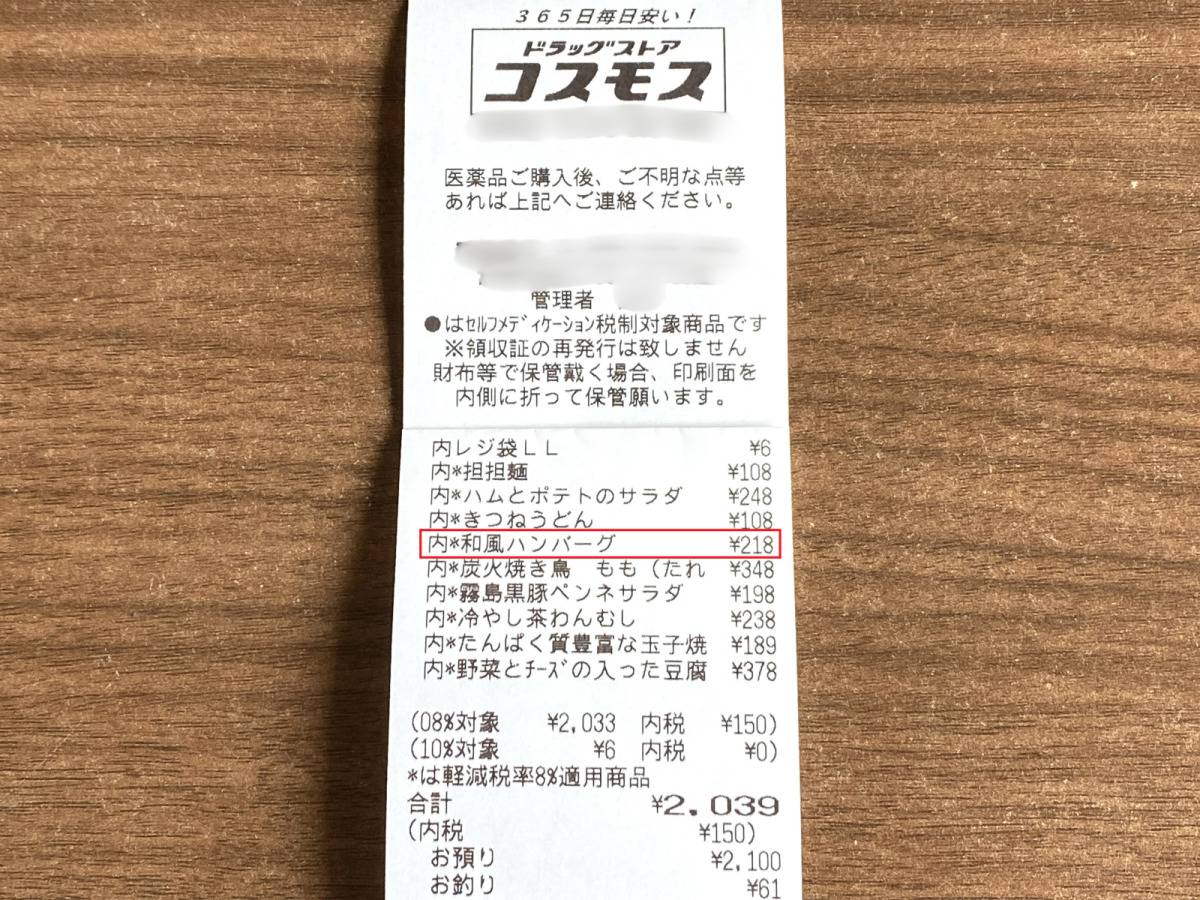 365日毎日安い!
ドラッグストア
コスモス
医薬品ご購入後、ご不明な点等
あれば上記へご連絡ください。
管理者
●はｾﾙﾌﾒﾃﾞｨｹｰｼｮﾝ税制対象商品です
※領収証の再発行は致しません
財布等で保管戴く場合、印刷面を
内側に折って保管願います。
内レジ袋LL ¥6
内*担担麺 ¥108
内*ハムとポテトのサラダ ¥248
内*きつねうどん ¥108
内*和風ハンバーグ ¥218
内*炭火焼き鳥 もも(たれ ¥348
内*霧島黒豚ペンネサラダ ¥198
内*冷やし茶わんむし ¥238
内*たんぱく質豊富な玉子焼 ¥189
内*野菜とﾁｰｽﾞの入った豆腐 ¥378
(08%対象 ¥2,033 内税 ¥150)
(10%対象 ¥6 内税 ¥0)
*は軽減税率8%適用商品
合計 ¥2,039
(内税 ¥150)
お預り ¥2,100
お釣り ¥61